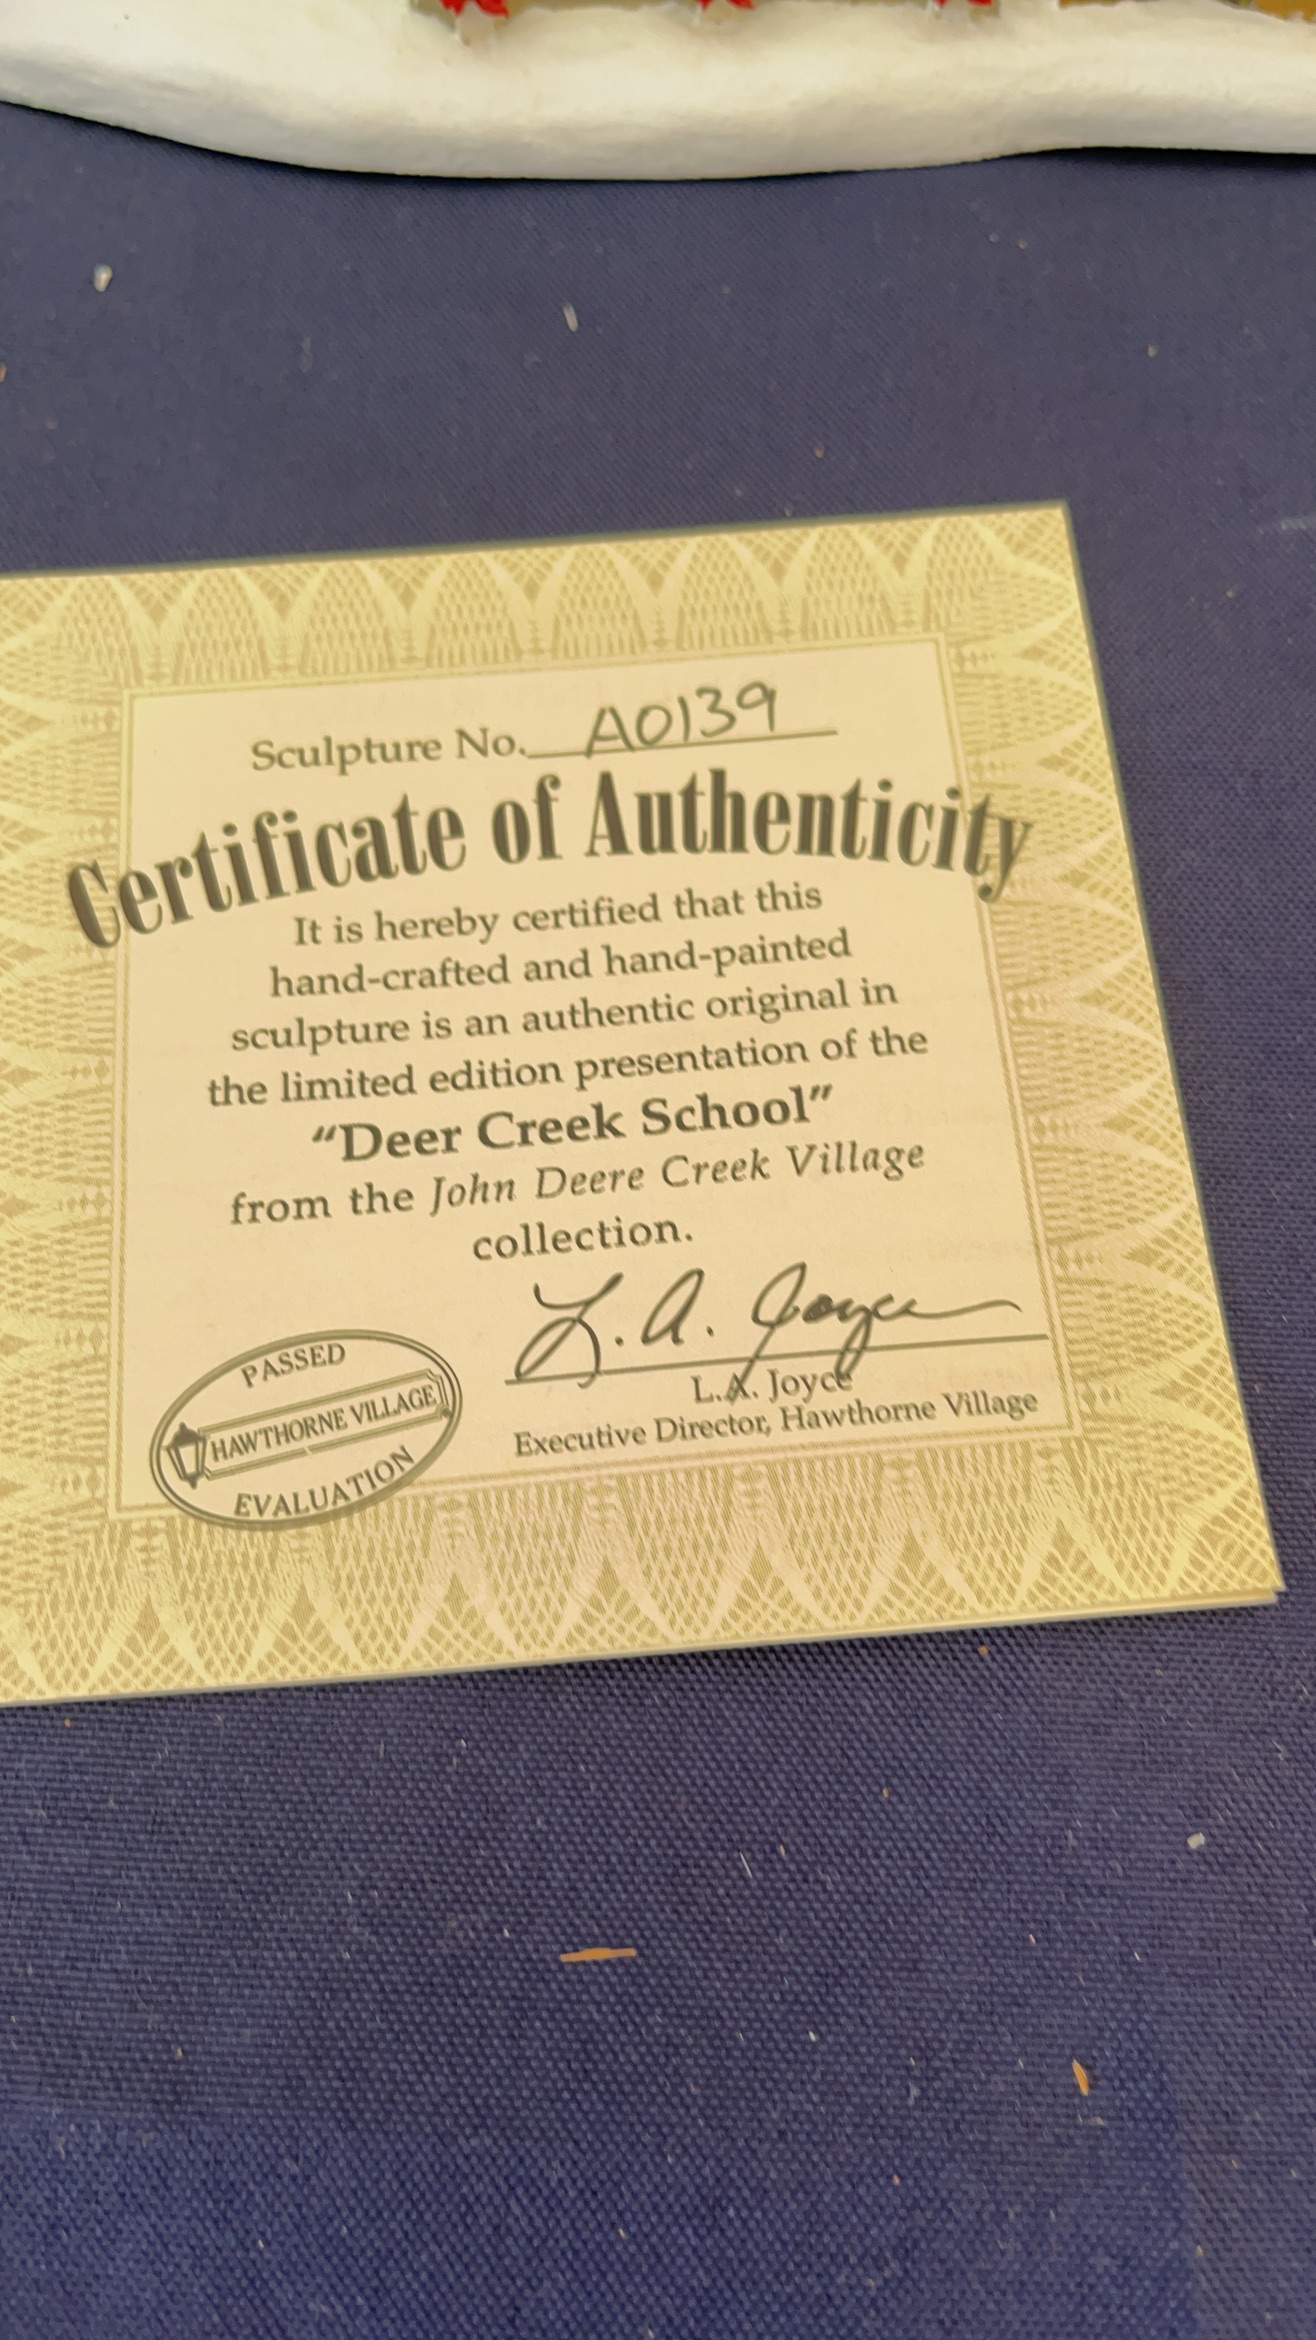 Sculpture No. A0139
Certificate of Authenticity
It is hereby certified that this
hand-crafted and hand-painted
sculpture is an authentic original in
the limited edition presentation of the
“Deer Creek School”
from the John Deere Creek Village
collection.
L. A. Joyce
L.A. Joyce
Executive Director, Hawthorne Village
PASSED
HAWTHORNE VILLAGE
EVALUATION